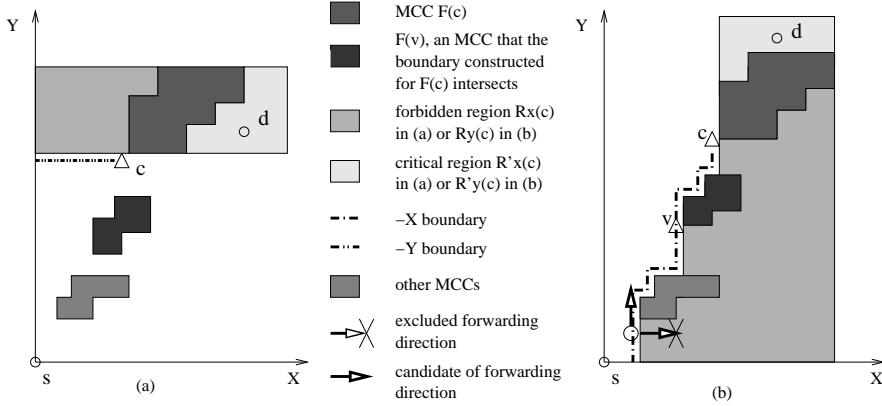 Y
d
c
s
X
(a)
MCC F(c)
F(v), an MCC that the
boundary constructed
for F(c) intersects
forbidden region Rx(c)
in (a) or Ry(c) in (b)
critical region R'x(c)
in (a) or R'y(c) in (b)
–X boundary
–Y boundary
other MCCs
excluded forwarding
direction
candidate of forwarding
direction
Y
d
c
v
s
X
(b)